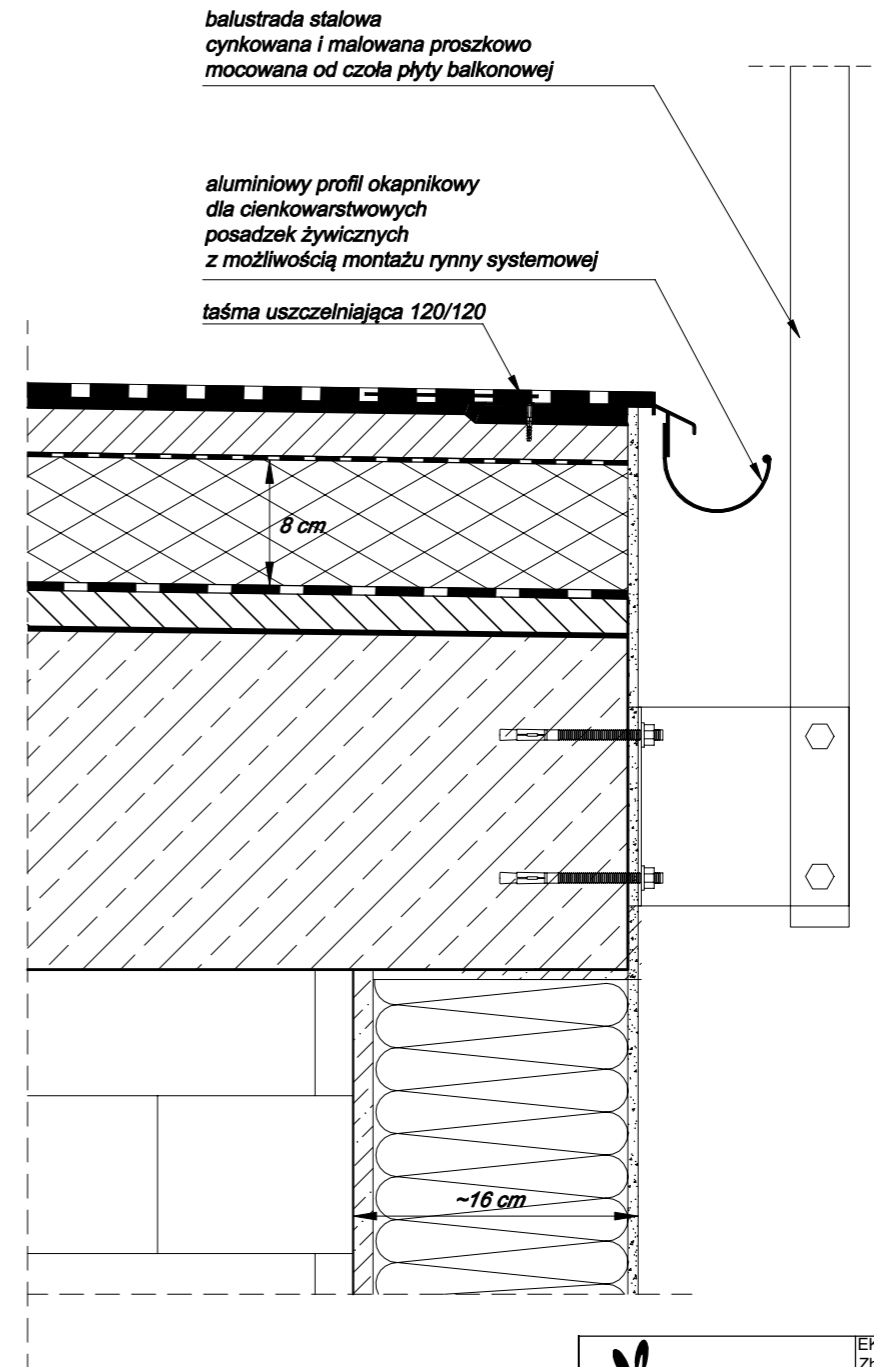 balustrada stalowa
cynkowana i malowana proszkowo
mocowana od czoła płyty balkonowej
aluminiowy profil okapnikowy
dla cienkowarstwowych
posadzek żywicznych
z możliwością montażu rynny systemowej
taśma uszczelniająca 120/120
8 cm
~16 cm